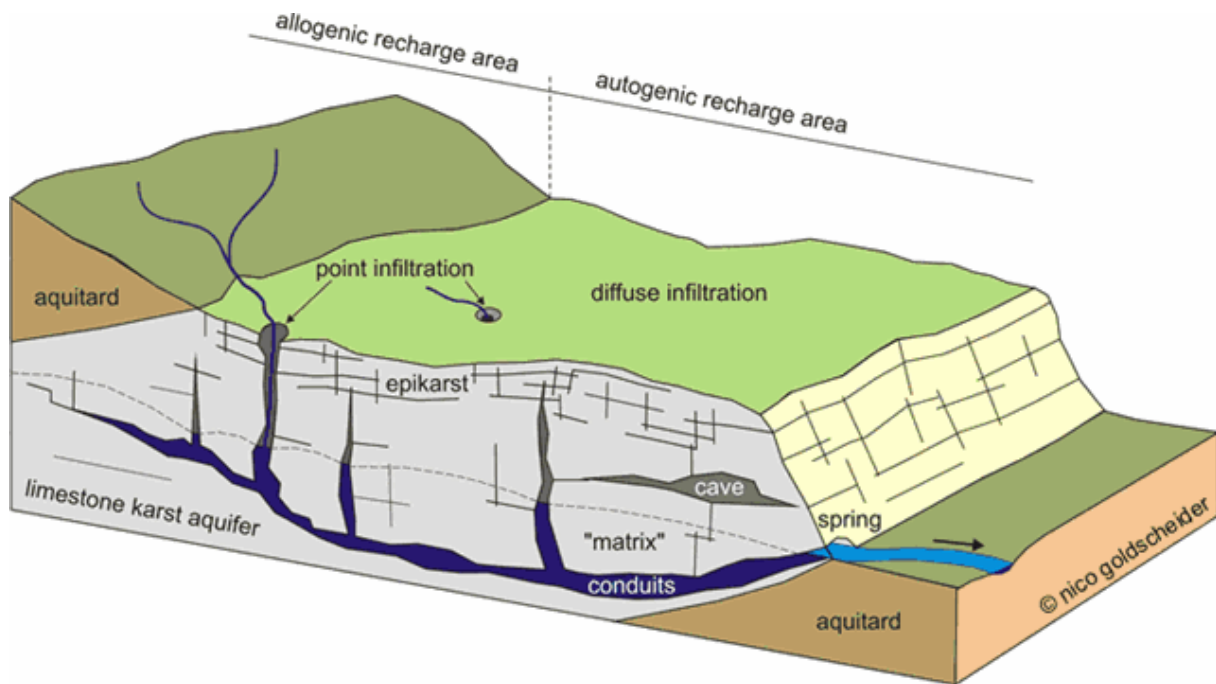 allogenic recharge area
autogenic recharge area
aquitard
point infiltration
diffuse infiltration
epikarst
cave
limestone karst aquifer
spring
"matrix"
conduits
aquitard
© nico goldscheider